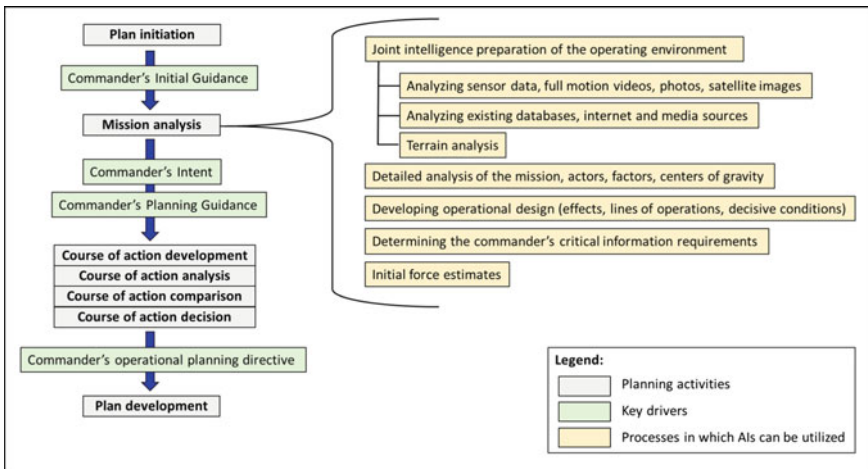 Plan initiation
Commander's Initial Guidance
Mission analysis
Commander's Intent
Commander's Planning Guidance
Course of action development
Course of action analysis
Course of action comparison
Course of action decision
Commander's operational planning directive
Plan development
Joint intelligence preparation of the operating environment
Analyzing sensor data, full motion videos, photos, satellite images
Analyzing existing databases, internet and media sources
Terrain analysis
Detailed analysis of the mission, actors, factors, centers of gravity
Developing operational design (effects, lines of operations, decisive conditions)
Determining the commander's critical information requirements
Initial force estimates
Legend:
Planning activities
Key drivers
Processes in which AIs can be utilized